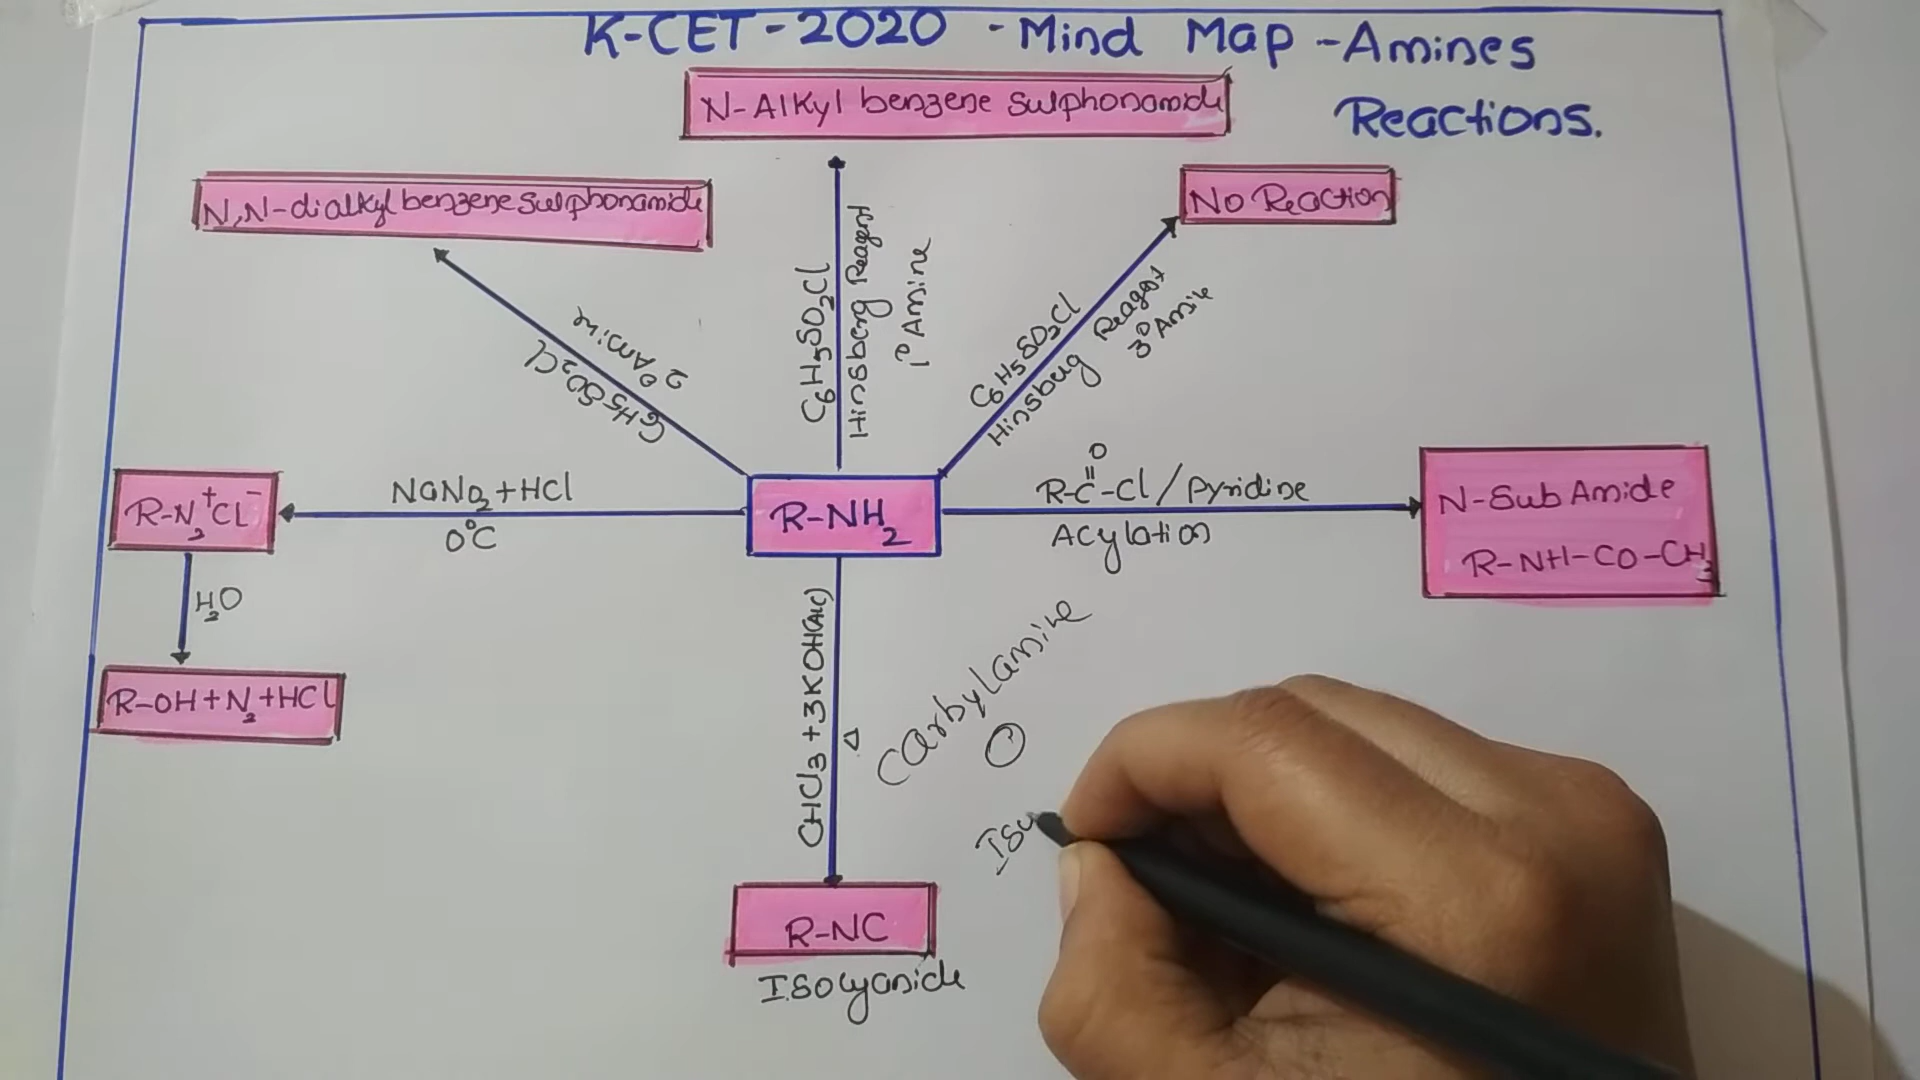 K-CET-2020 - Mind Map - Amines
Reactions.
N-Alkyl benzene sulphonamide
N,N-dialkyl benzene sulphonamide
No Reaction
C6H5SO2Cl
2° Amine
C6H5SO2Cl
Hinsberg Reagent
1° Amine
C6H5SO2Cl
Hinsberg Reagent
3° Amine
R-N2+Cl-
NaNO2+HCl
0°C
R-NH2
O
R-C-Cl/Pyridine
Acylation
N-Sub Amide
R-NH-CO-CH3
H2O
R-OH+N2+HCl
CHCl3+3KOH(Alc)
Δ
Carbylamine
Iso
R-NC
Isocyanide